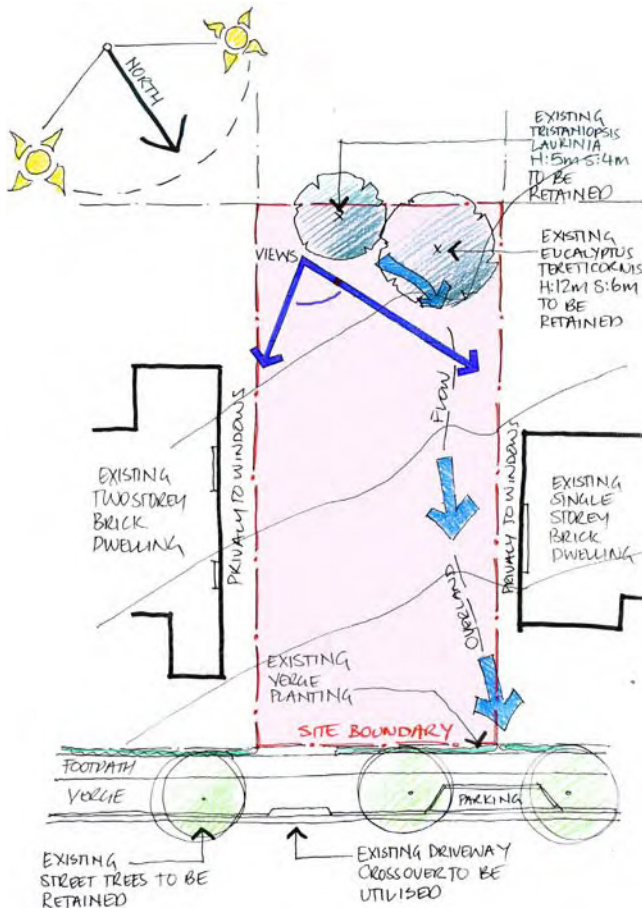 NORTH
EXISTING
TRISTANIOPSIS
LAURINIA
H:5m S:4m
TO BE
RETAINED
EXISTING
EUCALYPTUS
TERETICORNIS
H:12m S:6m
TO BE
RETAINED
VIEWS
FLOW
OVERLAND
PRIVACY TO WINDOWS
PRIVACY TO WINDOWS
EXISTING
TWO STOREY
BRICK
DWELLING
EXISTING
SINGLE
STOREY
BRICK
DWELLING
EXISTING
VERGE
PLANTING
SITE BOUNDARY
FOOTPATH
VERGE
PARKING
EXISTING
STREET TREES TO BE
RETAINED
EXISTING DRIVEWAY
CROSSOVER TO BE
UTILISED